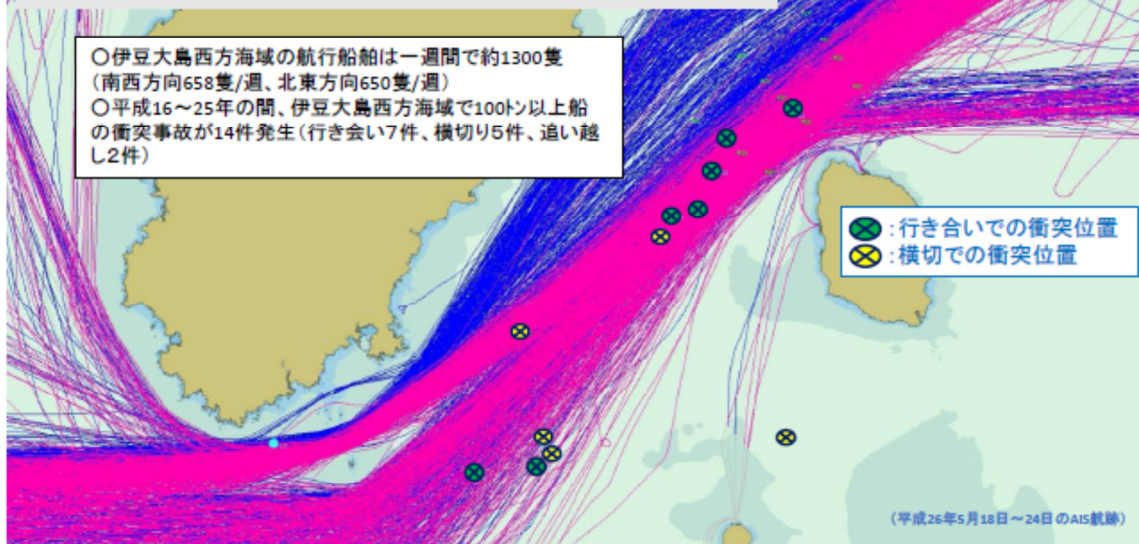 ○伊豆大島西方海域の航行船舶は一週間で約1300隻
(南西方向658隻/週、北東方向650隻/週)
○平成16～25年の間、伊豆大島西方海域で100トン以上船
の衝突事故が14件発生(行き会い7件、横切り5件、追い越
し2件)
:行き合いでの衝突位置
:横切での衝突位置
(平成26年5月18日～24日のAIS航跡)